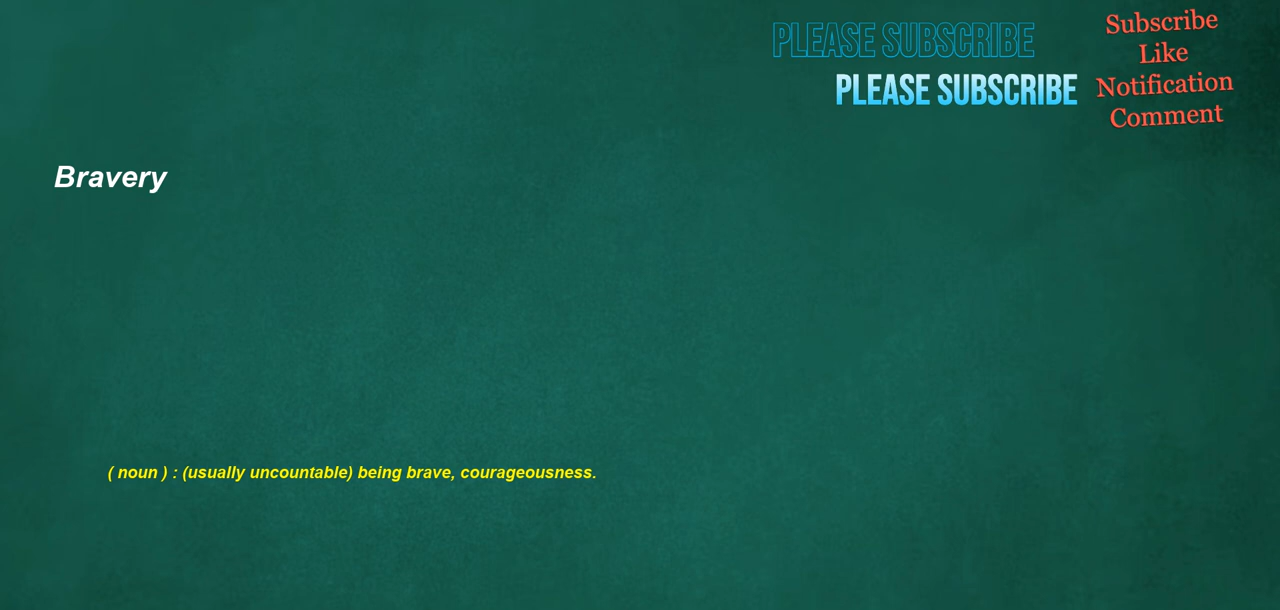 PLEASE SUBSCRIBE
PLEASE SUBSCRIBE
Subscribe
Like
Notification
Comment
Bravery
( noun ) : (usually uncountable) being brave, courageousness.